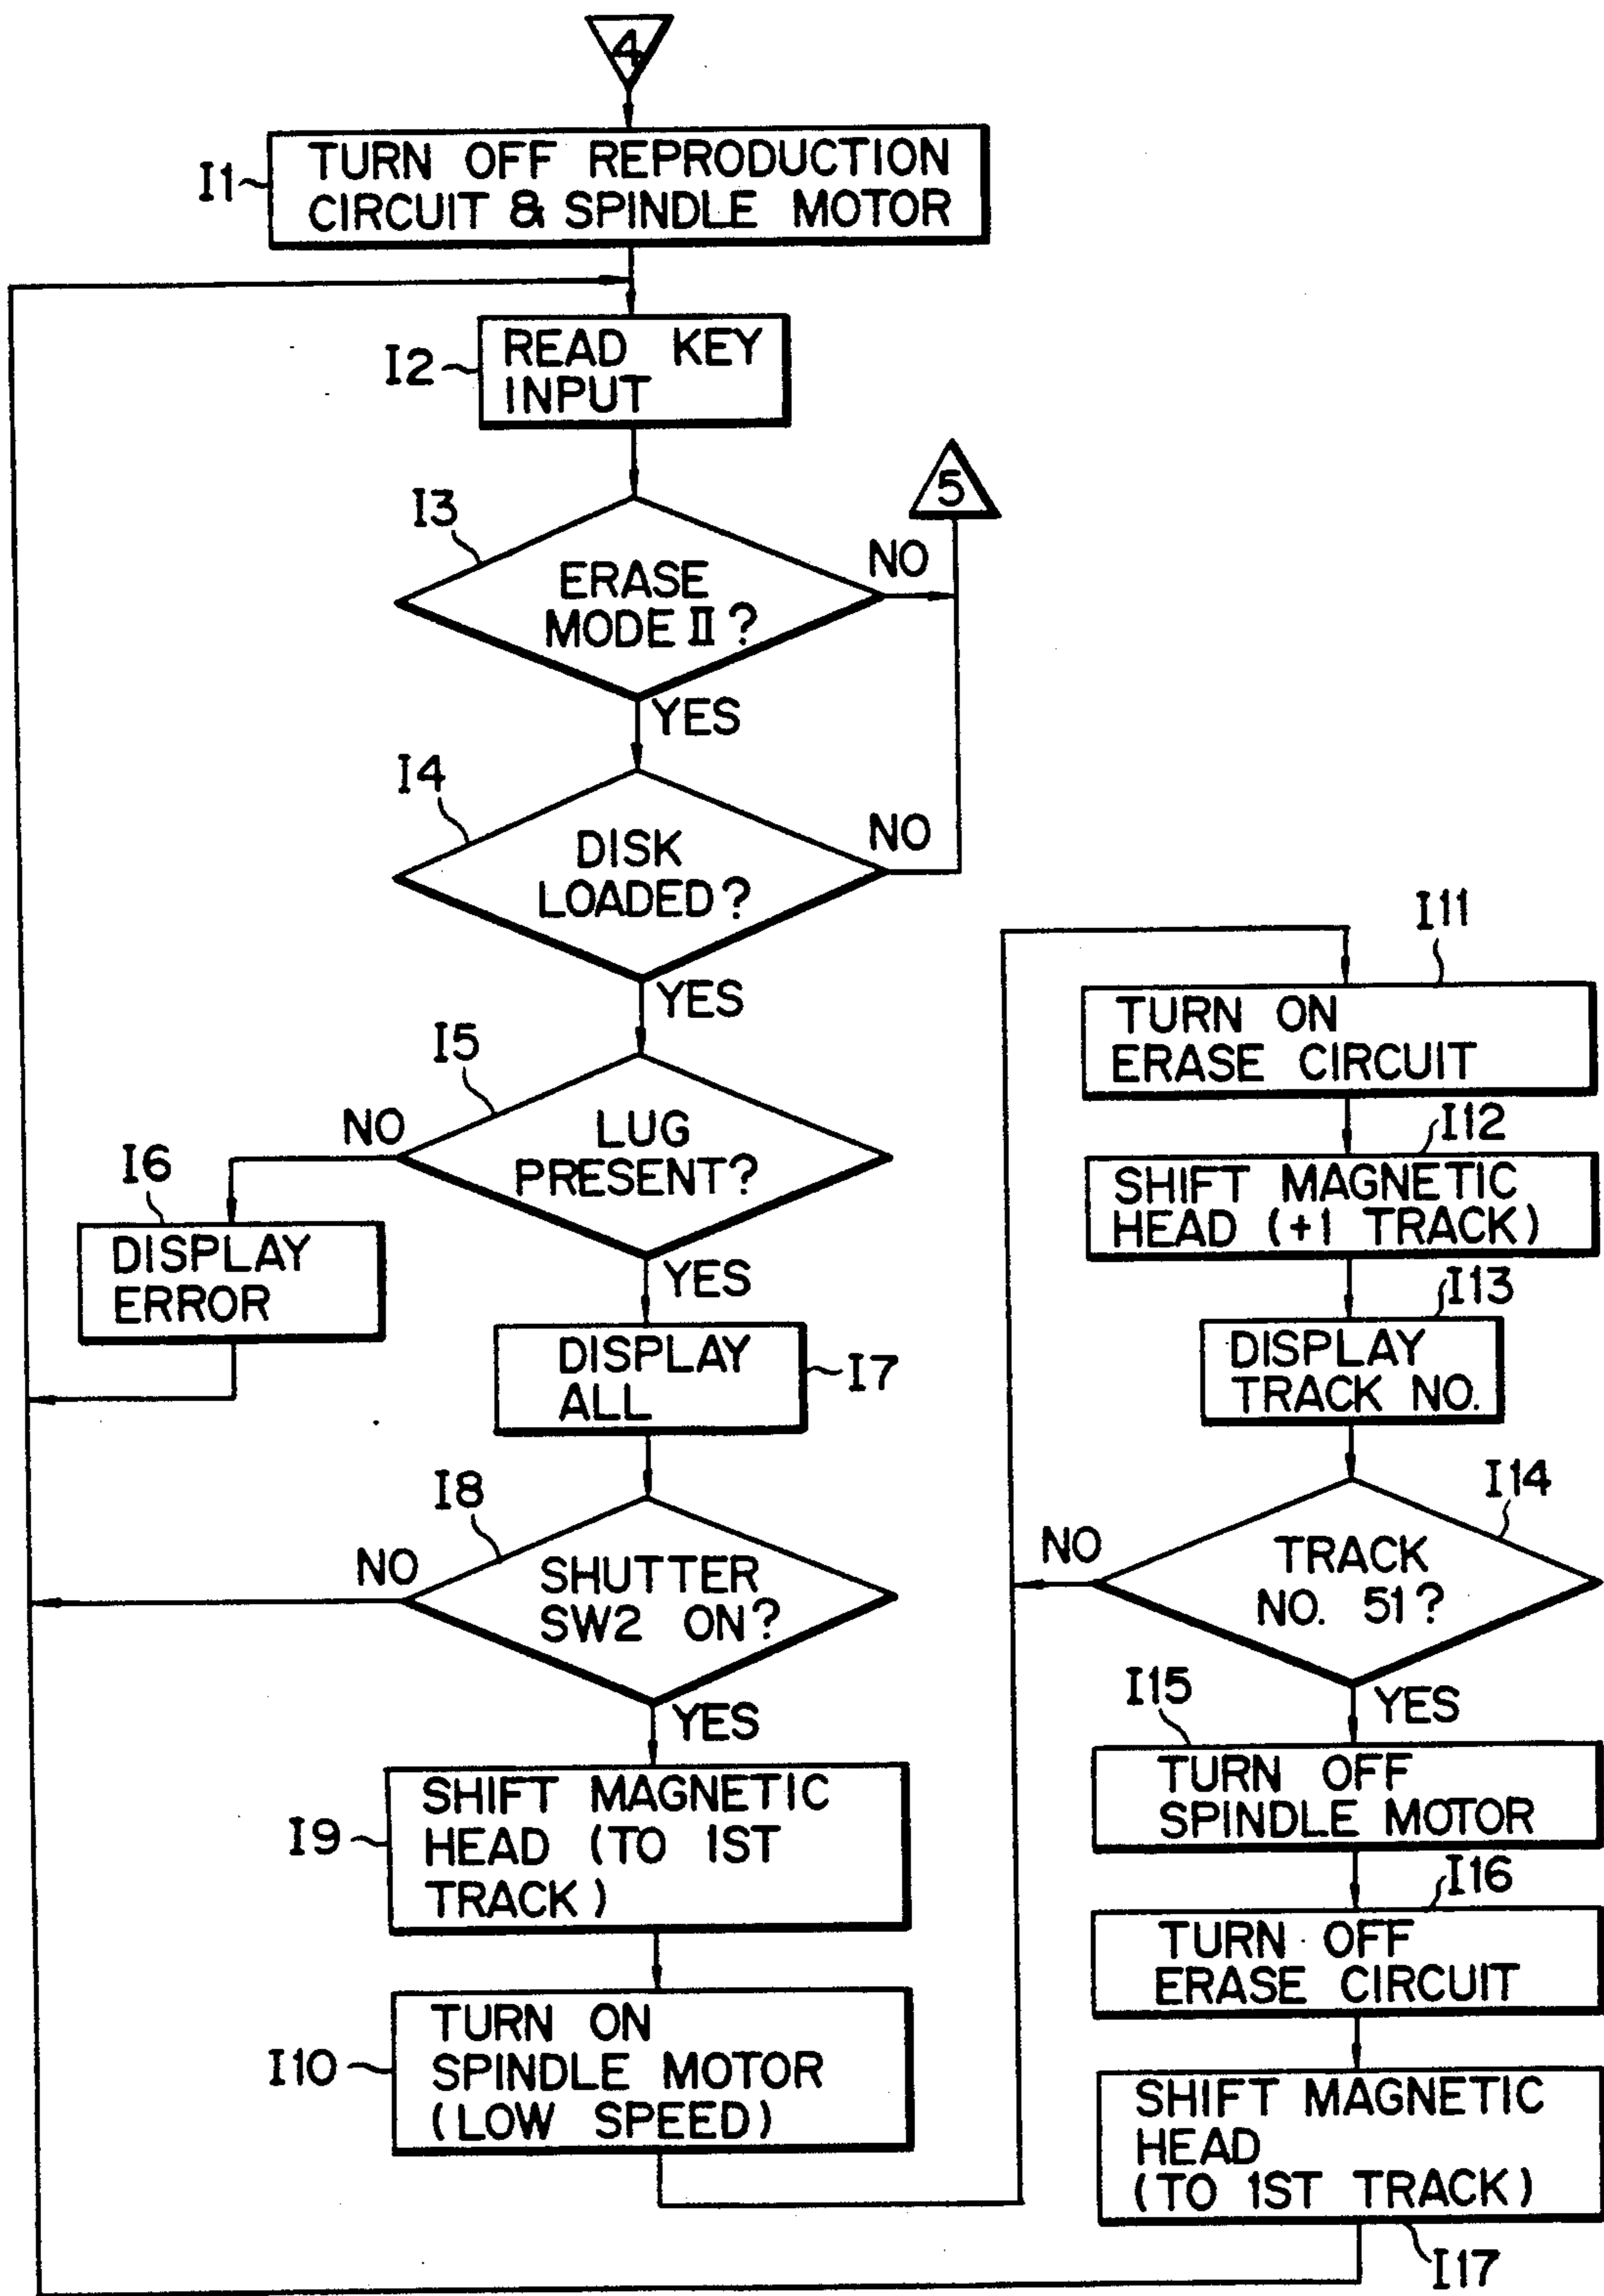 4
I1
TURN OFF REPRODUCTION
CIRCUIT & SPINDLE MOTOR
I2
READ KEY
INPUT
5
I3
ERASE
MODE II?
NO
YES
I4
DISK
LOADED?
NO
YES
I5
LUG
PRESENT?
NO
YES
I6
DISPLAY
ERROR
DISPLAY
ALL
I7
I8
SHUTTER
SW2 ON?
NO
YES
I9
SHIFT MAGNETIC
HEAD (TO 1ST
TRACK)
I10
TURN ON
SPINDLE MOTOR
(LOW SPEED)
I11
TURN ON
ERASE CIRCUIT
I12
SHIFT MAGNETIC
HEAD (+1 TRACK)
I13
DISPLAY
TRACK NO.
I14
TRACK
NO. 51?
NO
YES
I15
TURN OFF
SPINDLE MOTOR
I16
TURN OFF
ERASE CIRCUIT
SHIFT MAGNETIC
HEAD
(TO 1ST TRACK)
I17